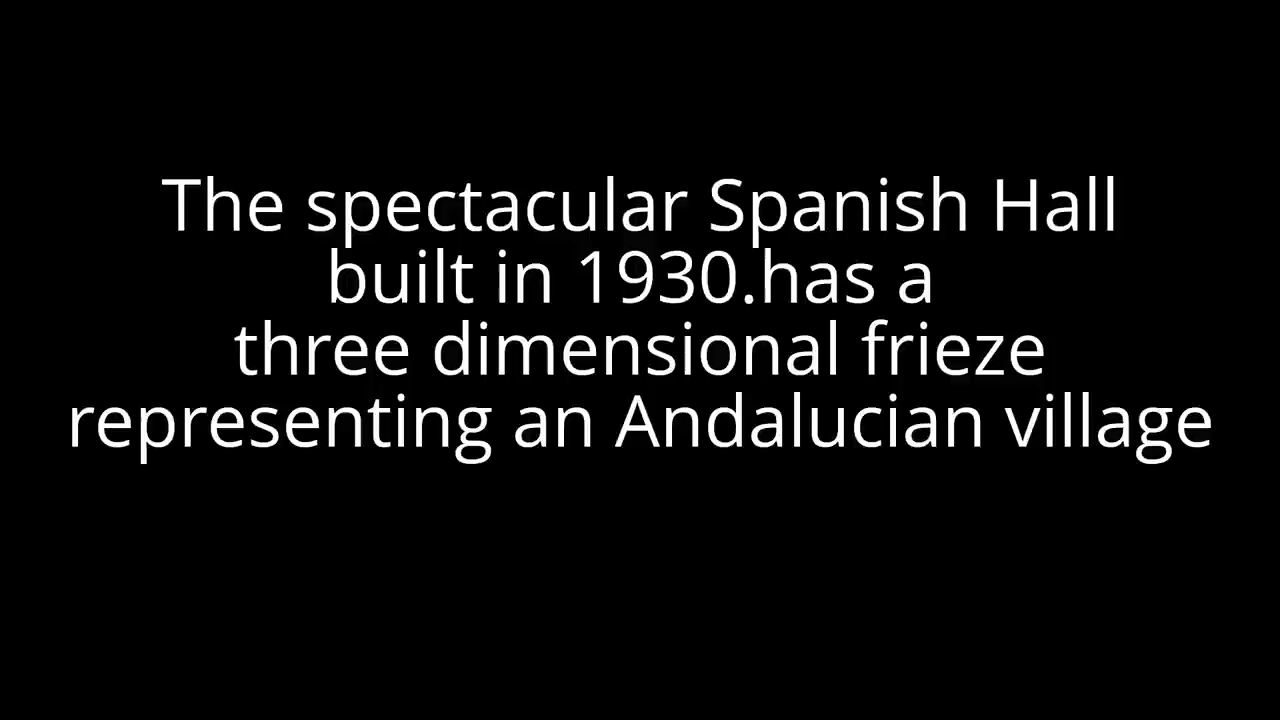 The spectacular Spanish Hall
built in 1930.has a
three dimensional frieze
representing an Andalucian village